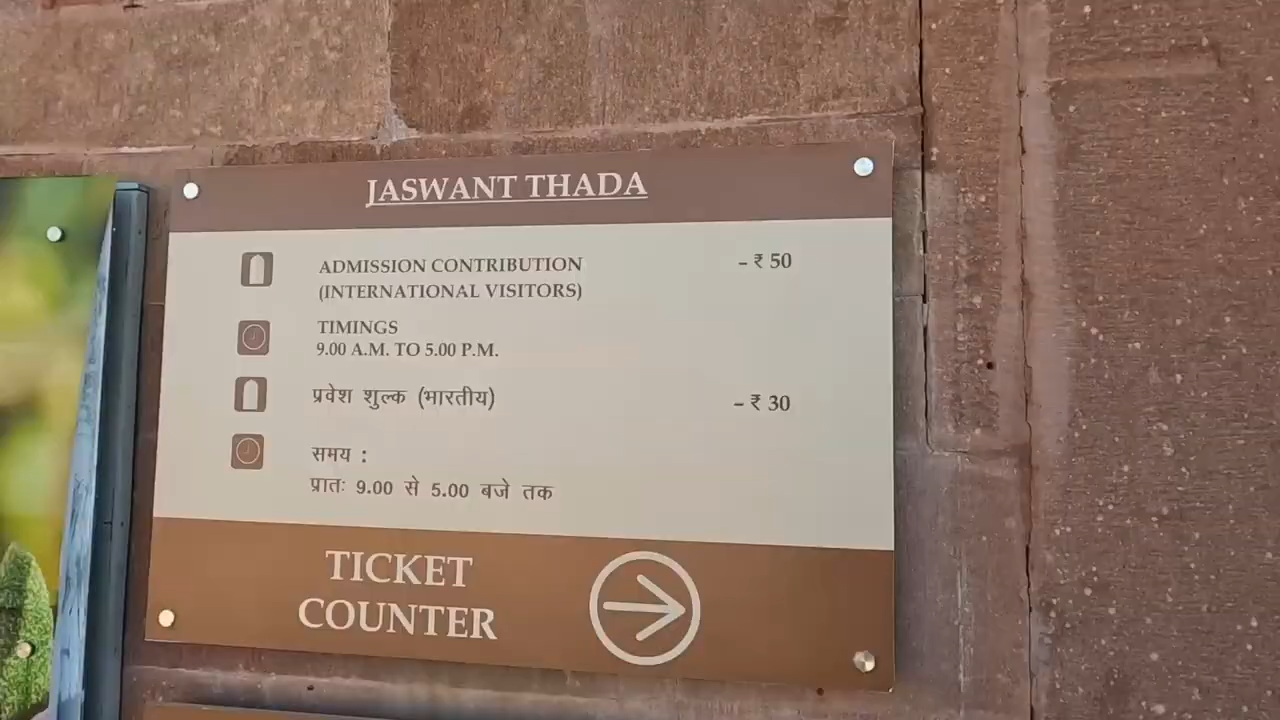 JASWANT THADA
ADMISSION CONTRIBUTION - ₹ 50
(INTERNATIONAL VISITORS)
TIMINGS
9.00 A.M. TO 5.00 P.M.
प्रवेश शुल्क (भारतीय) - ₹ 30
समय :
प्रातः 9.00 से 5.00 बजे तक
TICKET
COUNTER